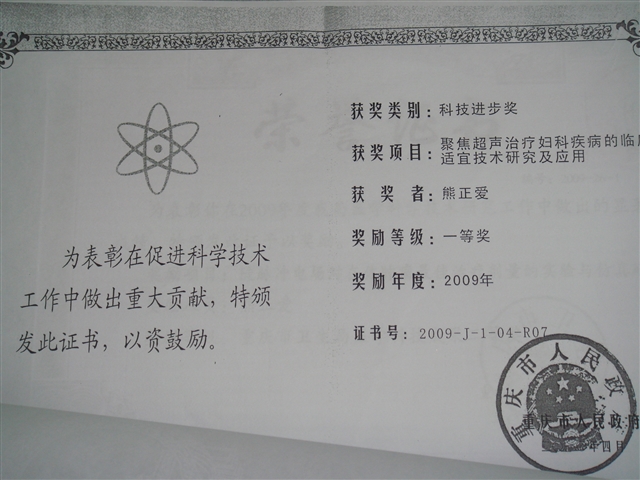 为表彰在促进科学技术
工作中做出重大贡献，特颁
发此证书，以资鼓励。
获奖类别：科技进步奖
获奖项目：聚焦超声治疗妇科疾病的临
适宜技术研究及应用
获奖者：熊正爱
奖励等级：一等奖
奖励年度：2009年
证书号：2009-J-1-04-R07
重庆市人民政
重庆市人民政府
年四月